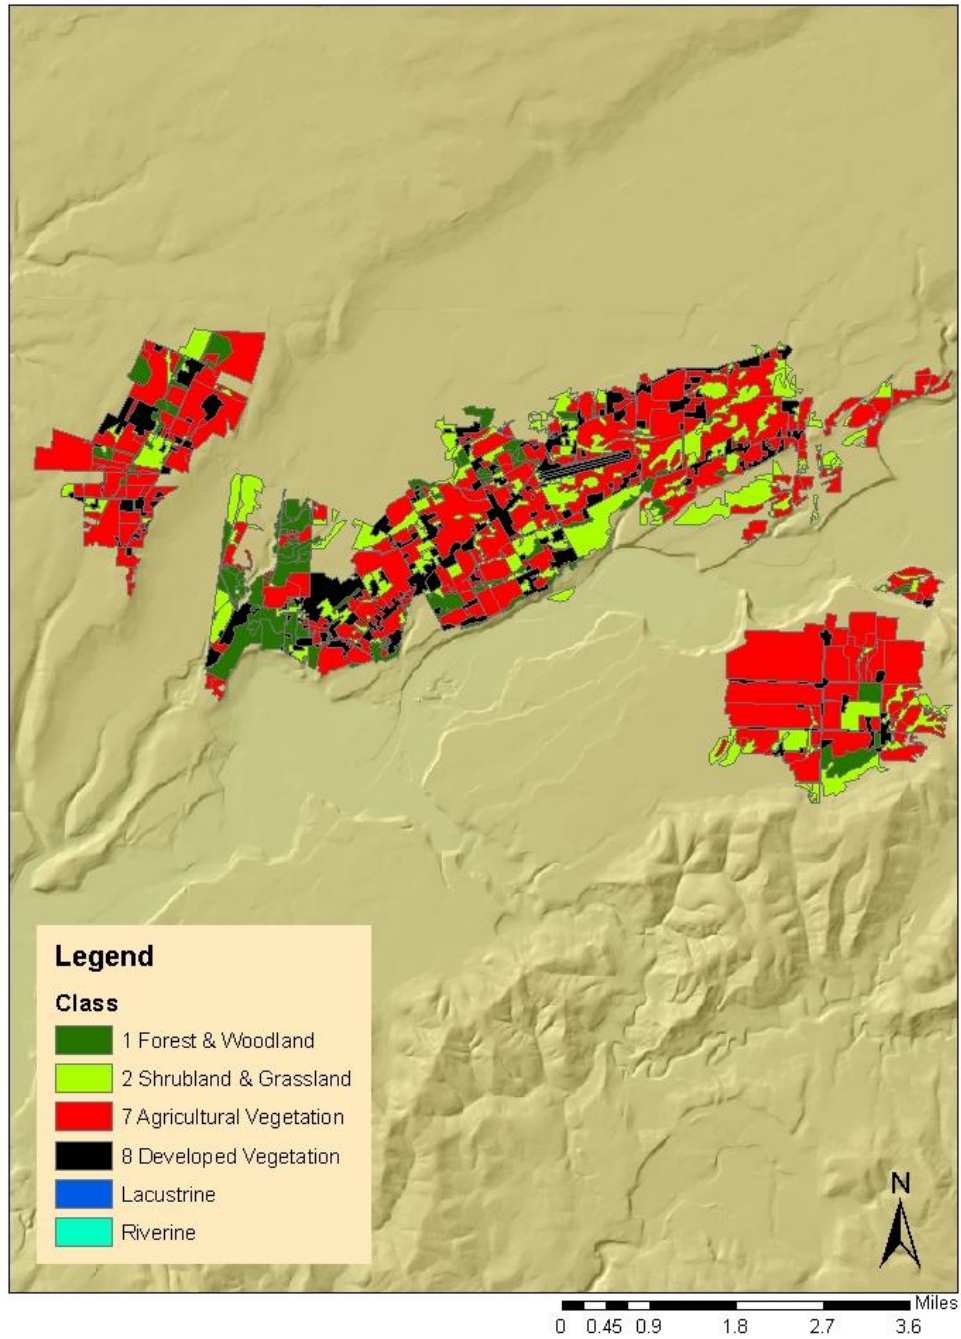 Legend
Class
1 Forest & Woodland
2 Shrubland & Grassland
7 Agricultural Vegetation
8 Developed Vegetation
Lacustrine
Riverine
N
Miles
0 0.45 0.9 1.8 2.7 3.6